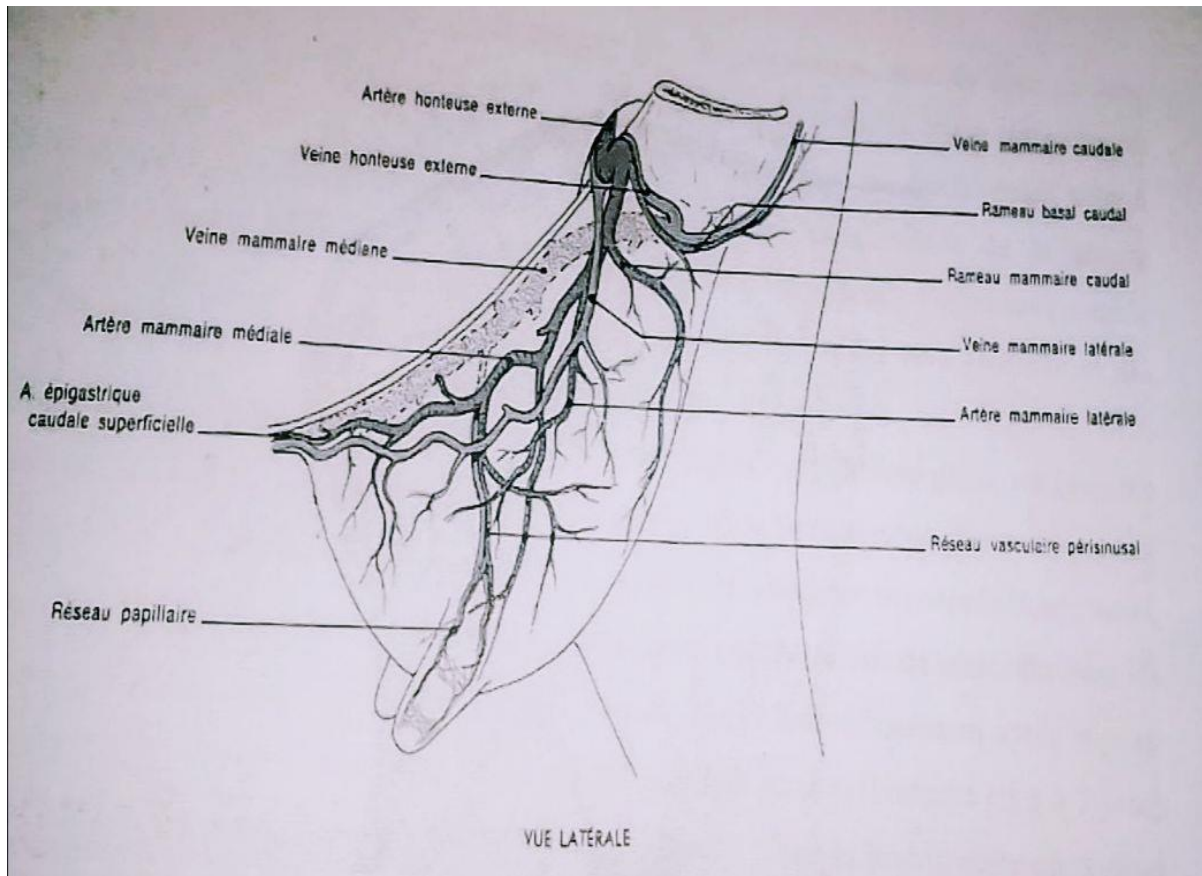 Artère honteuse externe
Veine honteuse externe
Veine mammaire médiane
Artère mammaire médiale
A. épigastrique
caudale superficielle
Réseau papillaire
Veine mammaire caudale
Rameau basal caudal
Rameau mammaire caudal
Veine mammaire latérale
Artère mammaire latérale
Réseau vasculaire périsinusal
VUE LATÉRALE